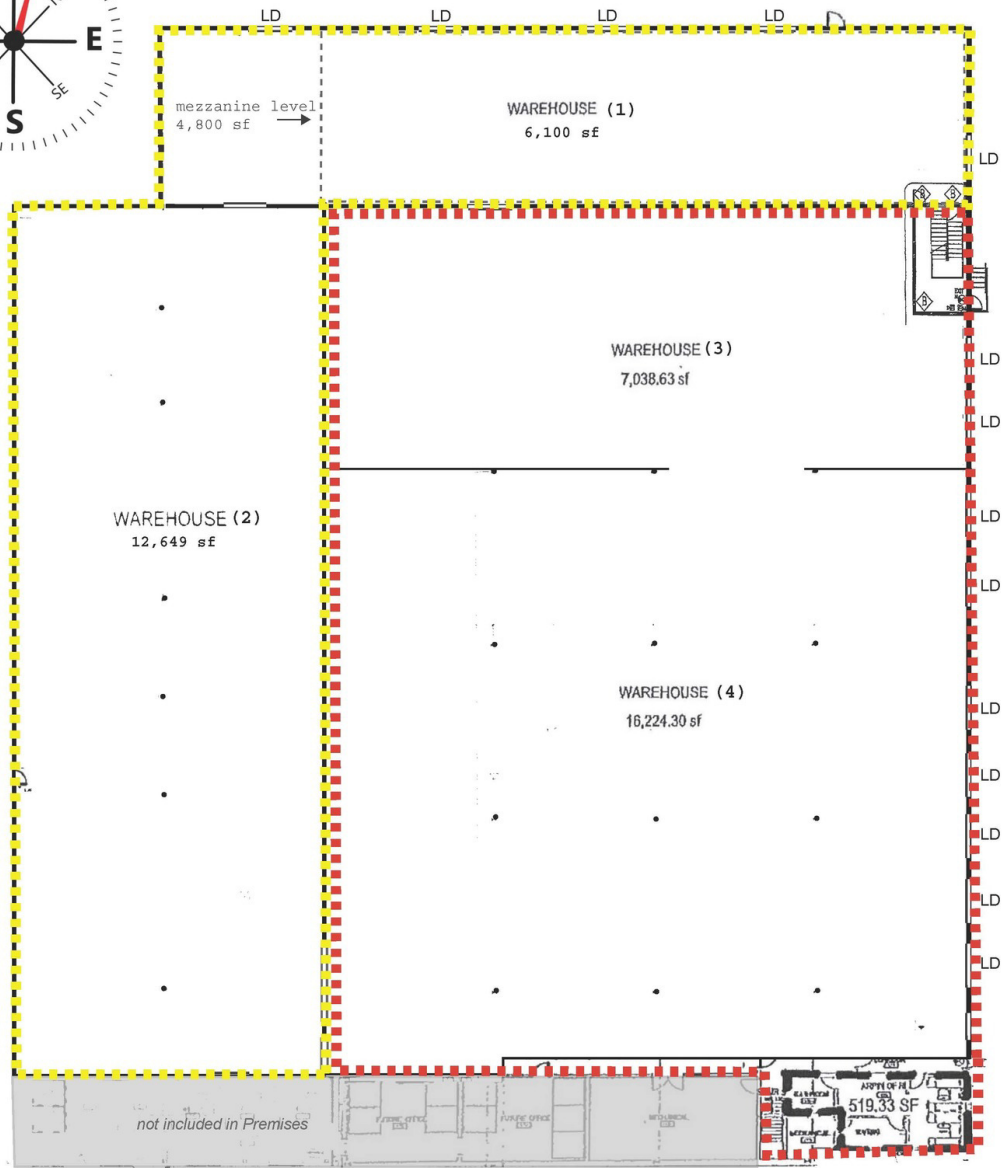 LD LD LD LD
E
SE
S
mezzanine level
4,800 sf
WAREHOUSE (1)
6,100 sf
LD
B B
B
WAREHOUSE (3)
7,038.63 sf
LD
LD
WAREHOUSE (2)
12,649 sf
LD
LD
WAREHOUSE (4)
16,224.30 sf
LD
LD
LD
LD
LD
not included in Premises
MECHANICAL
519.33 SF